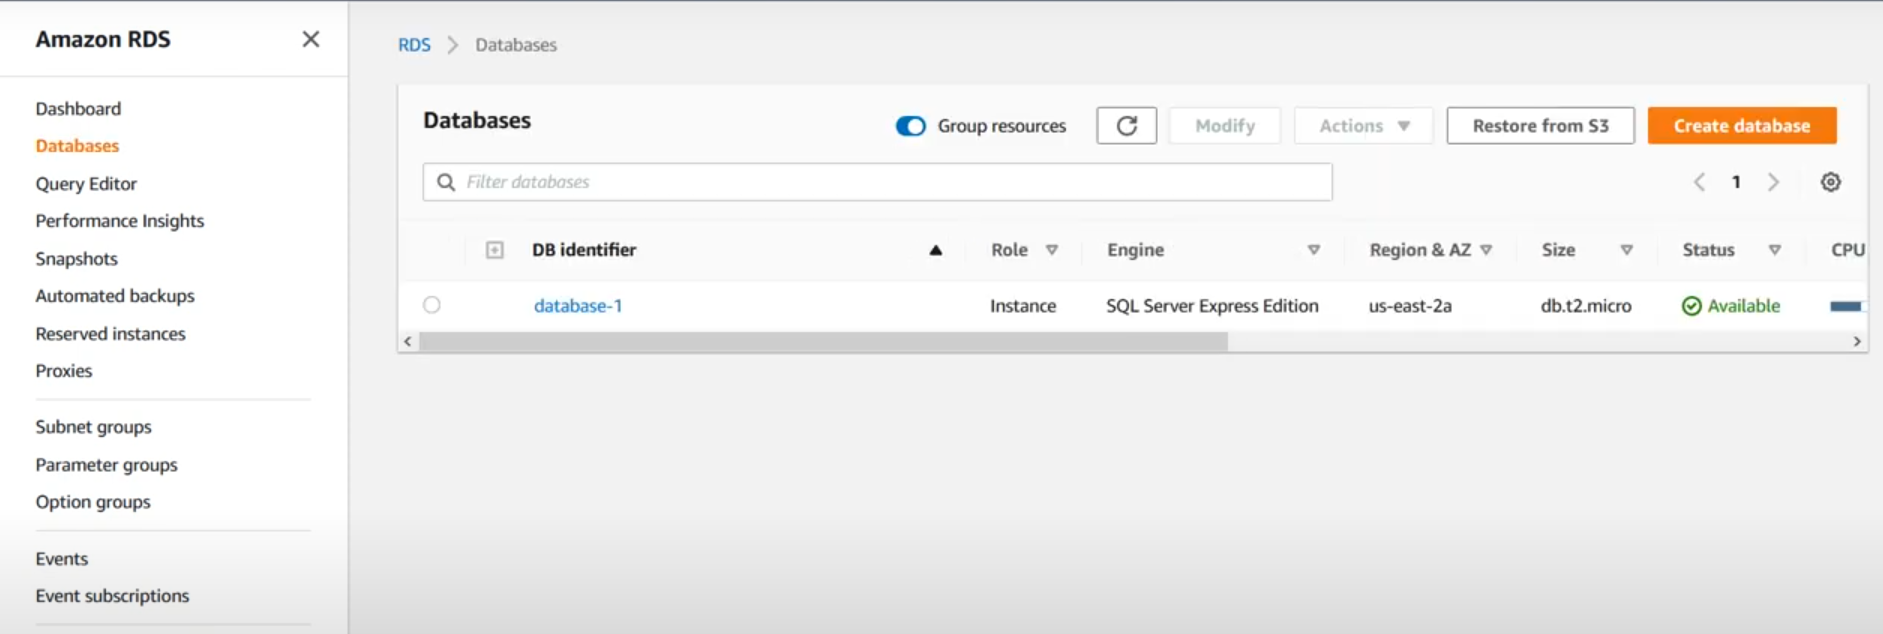 Amazon RDS
Dashboard
Databases
Query Editor
Performance Insights
Snapshots
Automated backups
Reserved instances
Proxies
Subnet groups
Parameter groups
Option groups
Events
Event subscriptions
RDS > Databases
Databases
Group resources
Modify
Actions
Restore from S3
Create database
Filter databases
1
DB identifier Role Engine Region & AZ Size Status CPU
database-1 Instance SQL Server Express Edition us-east-2a db.t2.micro Available